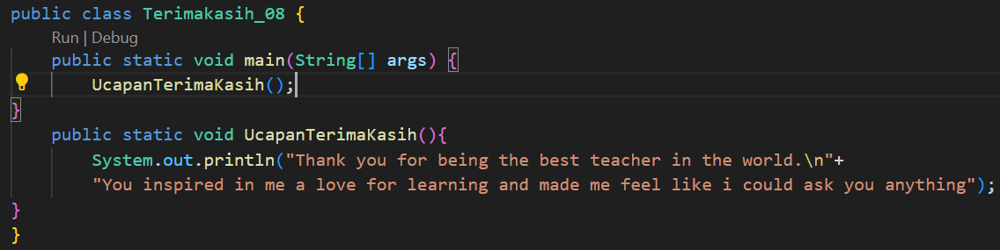 public class Terimakasih_08 {
Run | Debug
public static void main(String[] args) {
UcapanTerimaKasih();
}
public static void UcapanTerimaKasih(){
System.out.println("Thank you for being the best teacher in the world.\n"+
"You inspired in me a love for learning and made me feel like i could ask you anything");
}
}